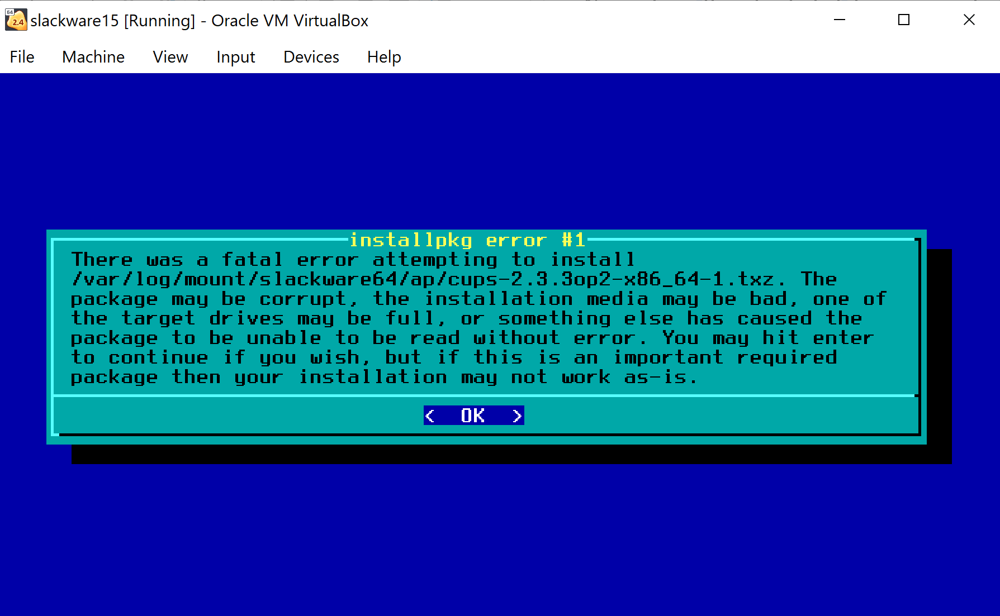 64
2.4
slackware15 [Running] - Oracle VM VirtualBox
File Machine View Input Devices Help
installpkg error #1
There was a fatal error attempting to install
/var/log/mount/slackware64/ap/cups-2.3.3op2-x86_64-1.txz. The
package may be corrupt, the installation media may be bad, one of
the target drives may be full, or something else has caused the
package to be unable to be read without error. You may hit enter
to continue if you wish, but if this is an important required
package then your installation may not work as-is.
< OK >